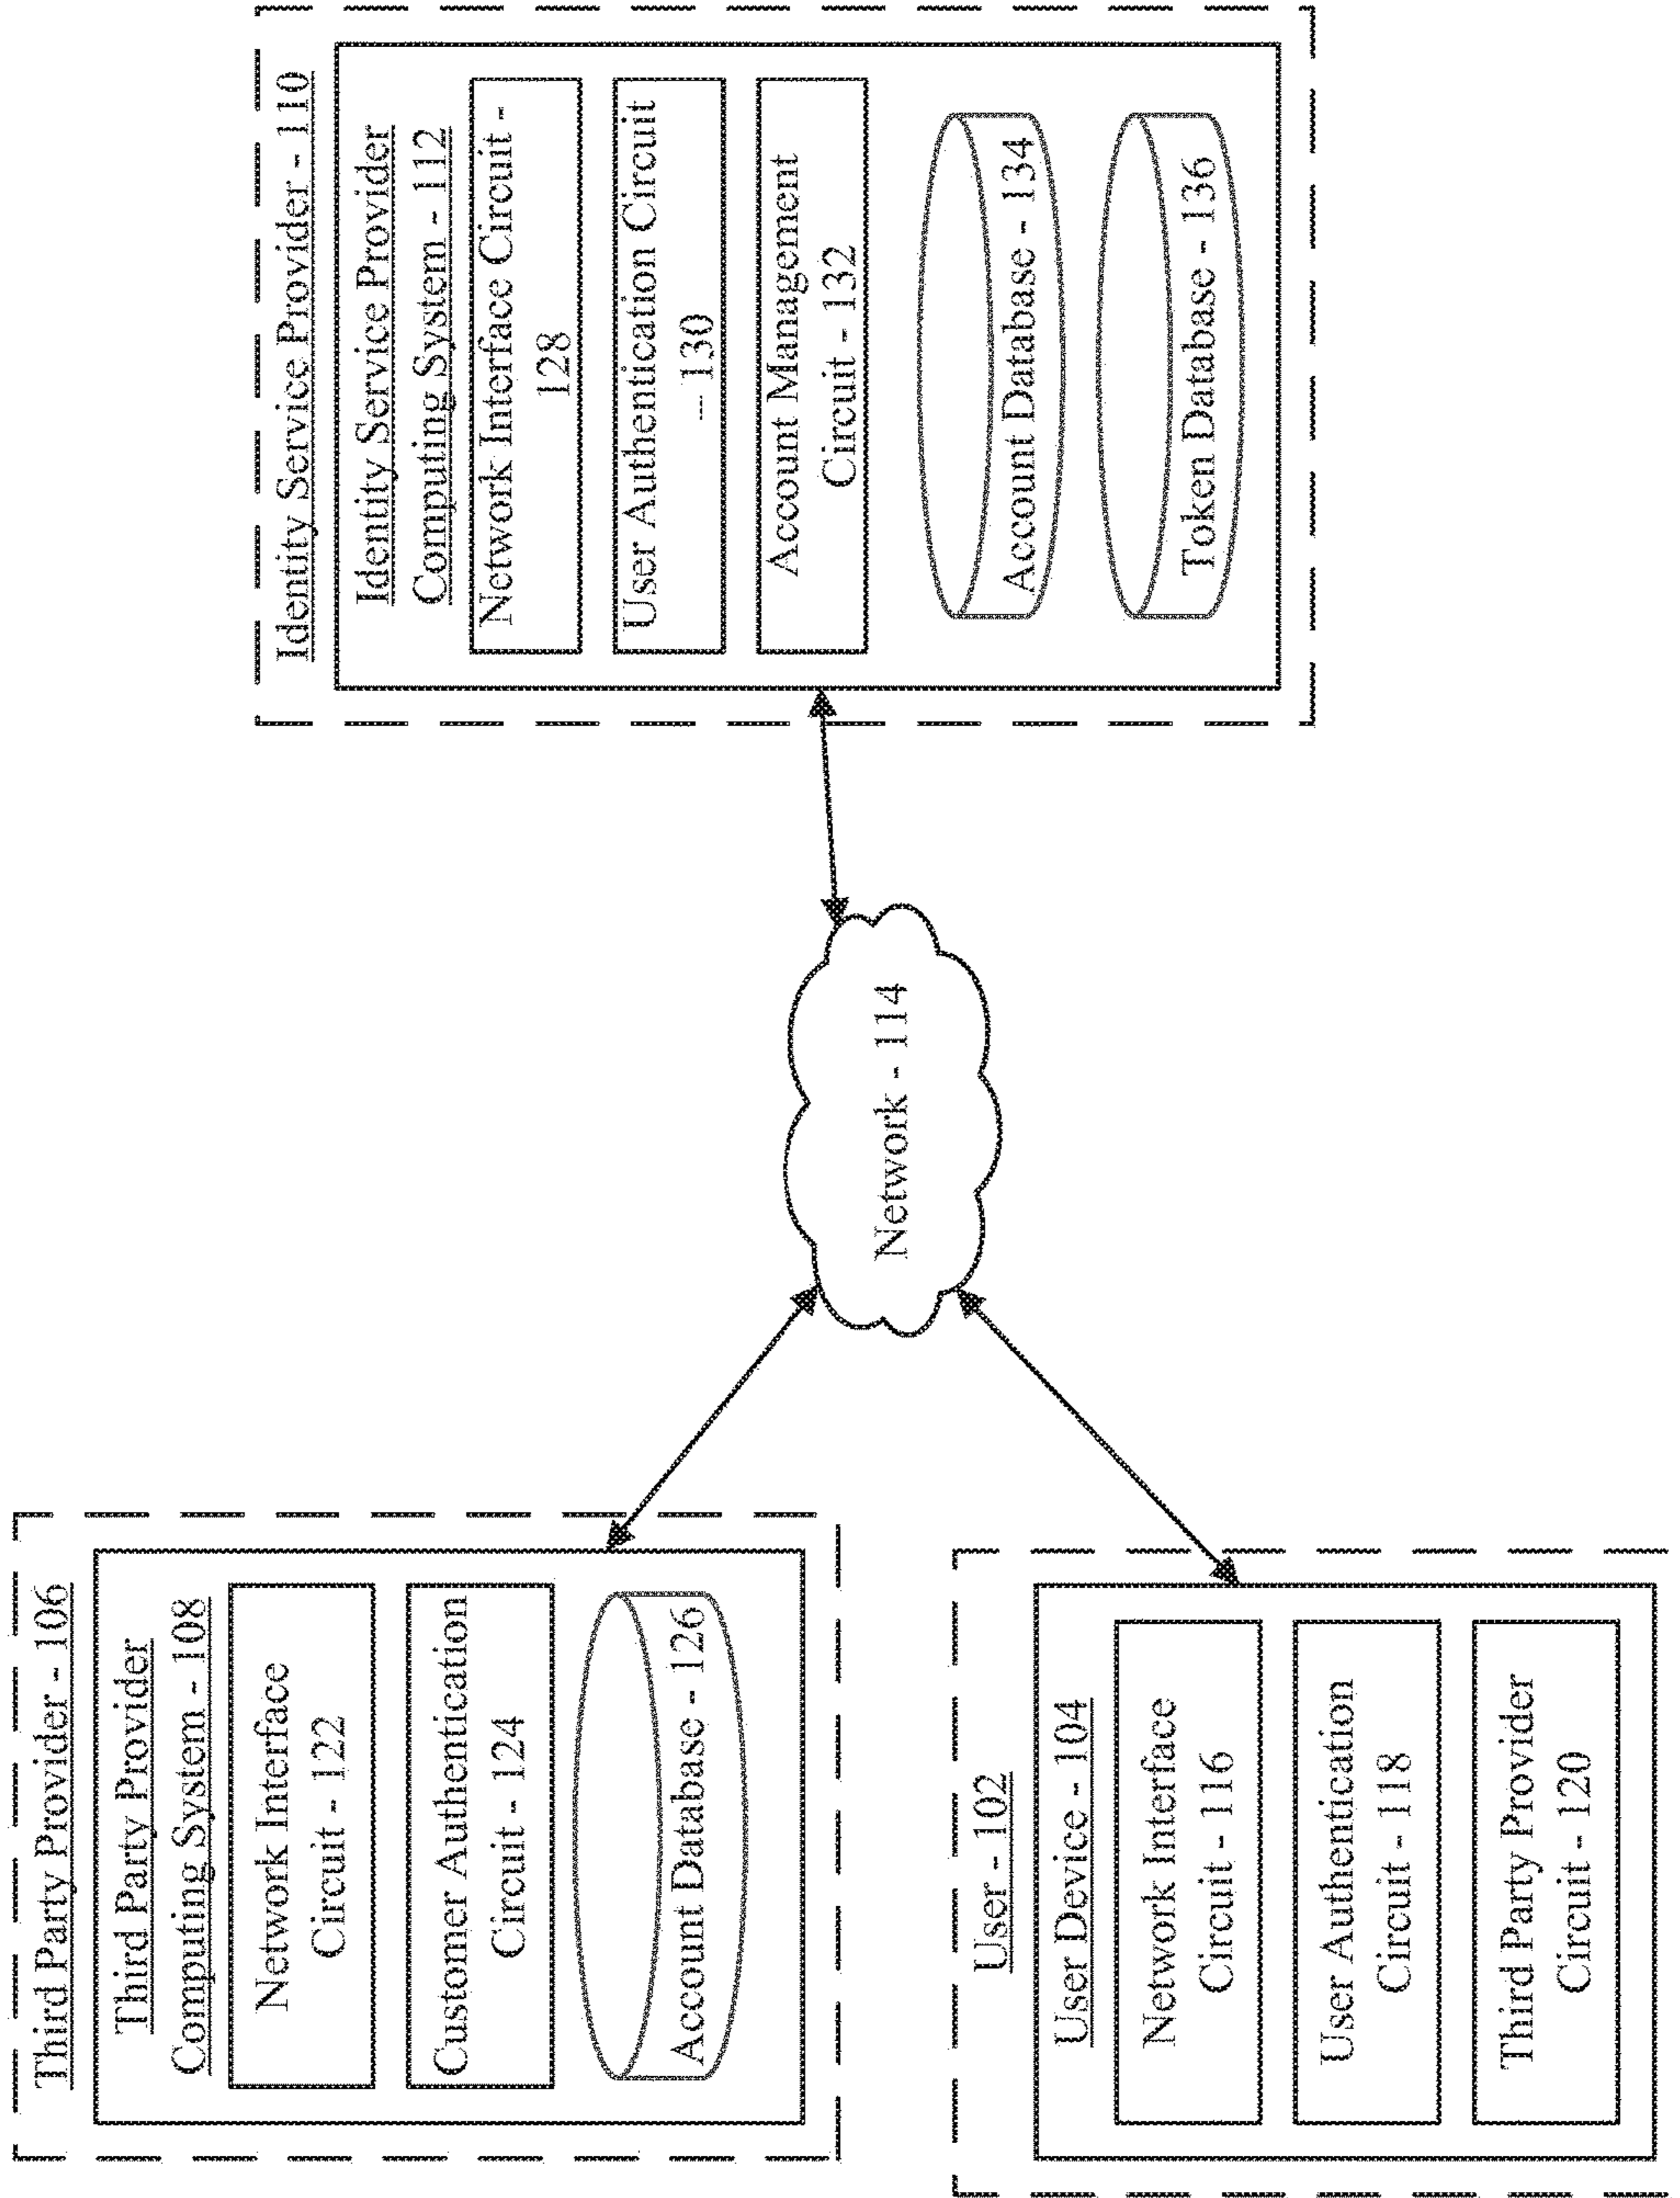 Third Party Provider - 106
Third Party Provider
Computing System - 108
Network Interface
Circuit - 122
Customer Authentication
Circuit - 124
Account Database - 126
User - 102
User Device - 104
Network Interface
Circuit - 116
User Authentication
Circuit - 118
Third Party Provider
Circuit - 120
Network - 114
Identity Service Provider - 110
Identity Service Provider
Computing System - 112
Network Interface Circuit -
128
User Authentication Circuit
– 130
Account Management
Circuit - 132
Account Database - 134
Token Database - 136